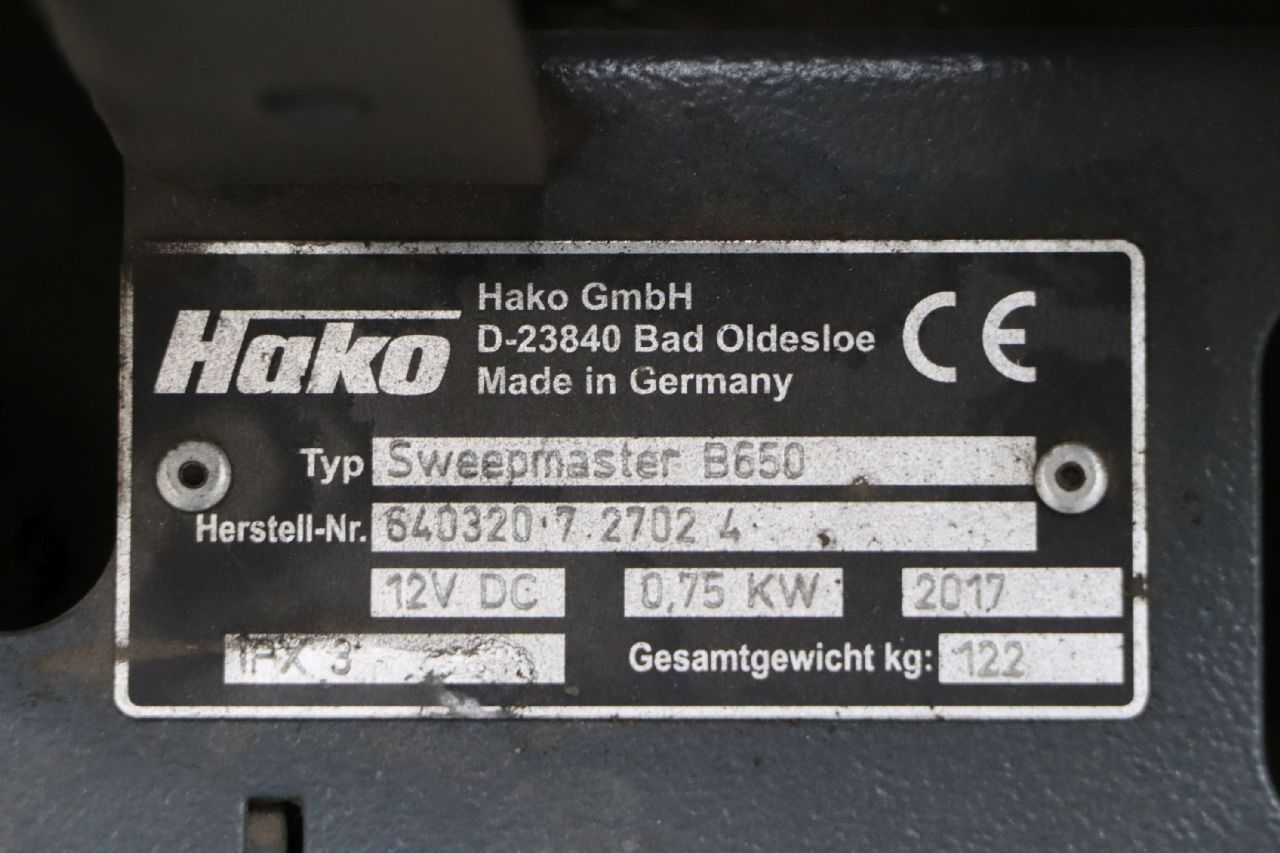 Hako
Hako GmbH
D-23840 Bad Oldesloe
Made in Germany
CE
Typ Sweepmaster B650
Herstell-Nr. 640320 7 2702 4
12V DC 0,75 KW 2017
IPX 3 Gesamtgewicht kg: 122